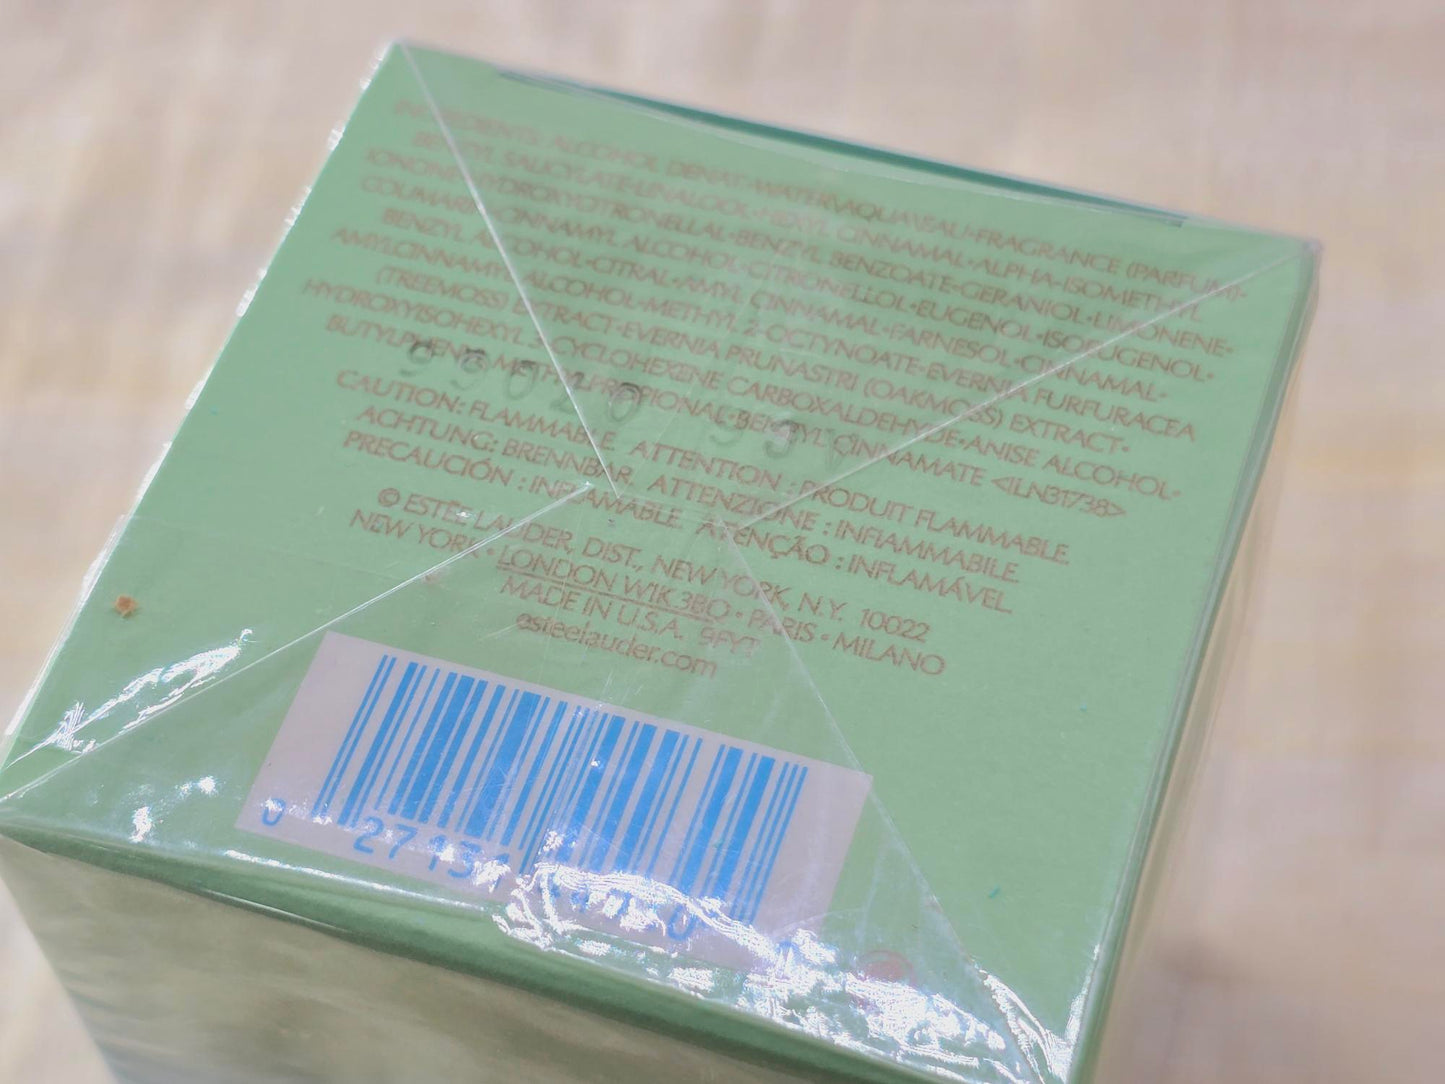 INGREDIENTS: ALCOHOL DENAT.•WATER\AQUA\EAU•FRAGRANCE (PARFUM)•
BENZYL SALICYLATE•LINALOOL•HEXYL CINNAMAL•ALPHA-ISOMETHYL
IONONE•HYDROXYCITRONELLAL•BENZYL BENZOATE•GERANIOL•LIMONENE•
COUMARIN•CINNAMYL ALCOHOL•CITRONELLOL•EUGENOL•ISOEUGENOL•
BENZYL ALCOHOL•CITRAL•AMYL CINNAMAL•FARNESOL•CINNAMAL•
AMYLCINNAMYL ALCOHOL•METHYL 2-OCTYNOATE•EVERNIA FURFURACEA
(TREEMOSS) EXTRACT•EVERNIA PRUNASTRI (OAKMOSS) EXTRACT•
HYDROXYISOHEXYL 3-CYCLOHEXENE CARBOXALDEHYDE•ANISE ALCOHOL•
BUTYLPHENYL METHYLPROPIONAL•BENZYL CINNAMATE <ILN31738>
CAUTION: FLAMMABLE. ATTENTION : PRODUIT FLAMMABLE.
ACHTUNG: BRENNBAR. ATTENZIONE : INFIAMMABILE.
PRECAUCIÓN : INFLAMABLE. ATENÇÃO : INFLAMÁVEL.
© ESTĒE LAUDER, DIST., NEW YORK, N.Y. 10022
NEW YORK • LONDON W1K 3BQ • PARIS • MILANO
MADE IN U.S.A. 9FYT
esteelauder.com
0 27131